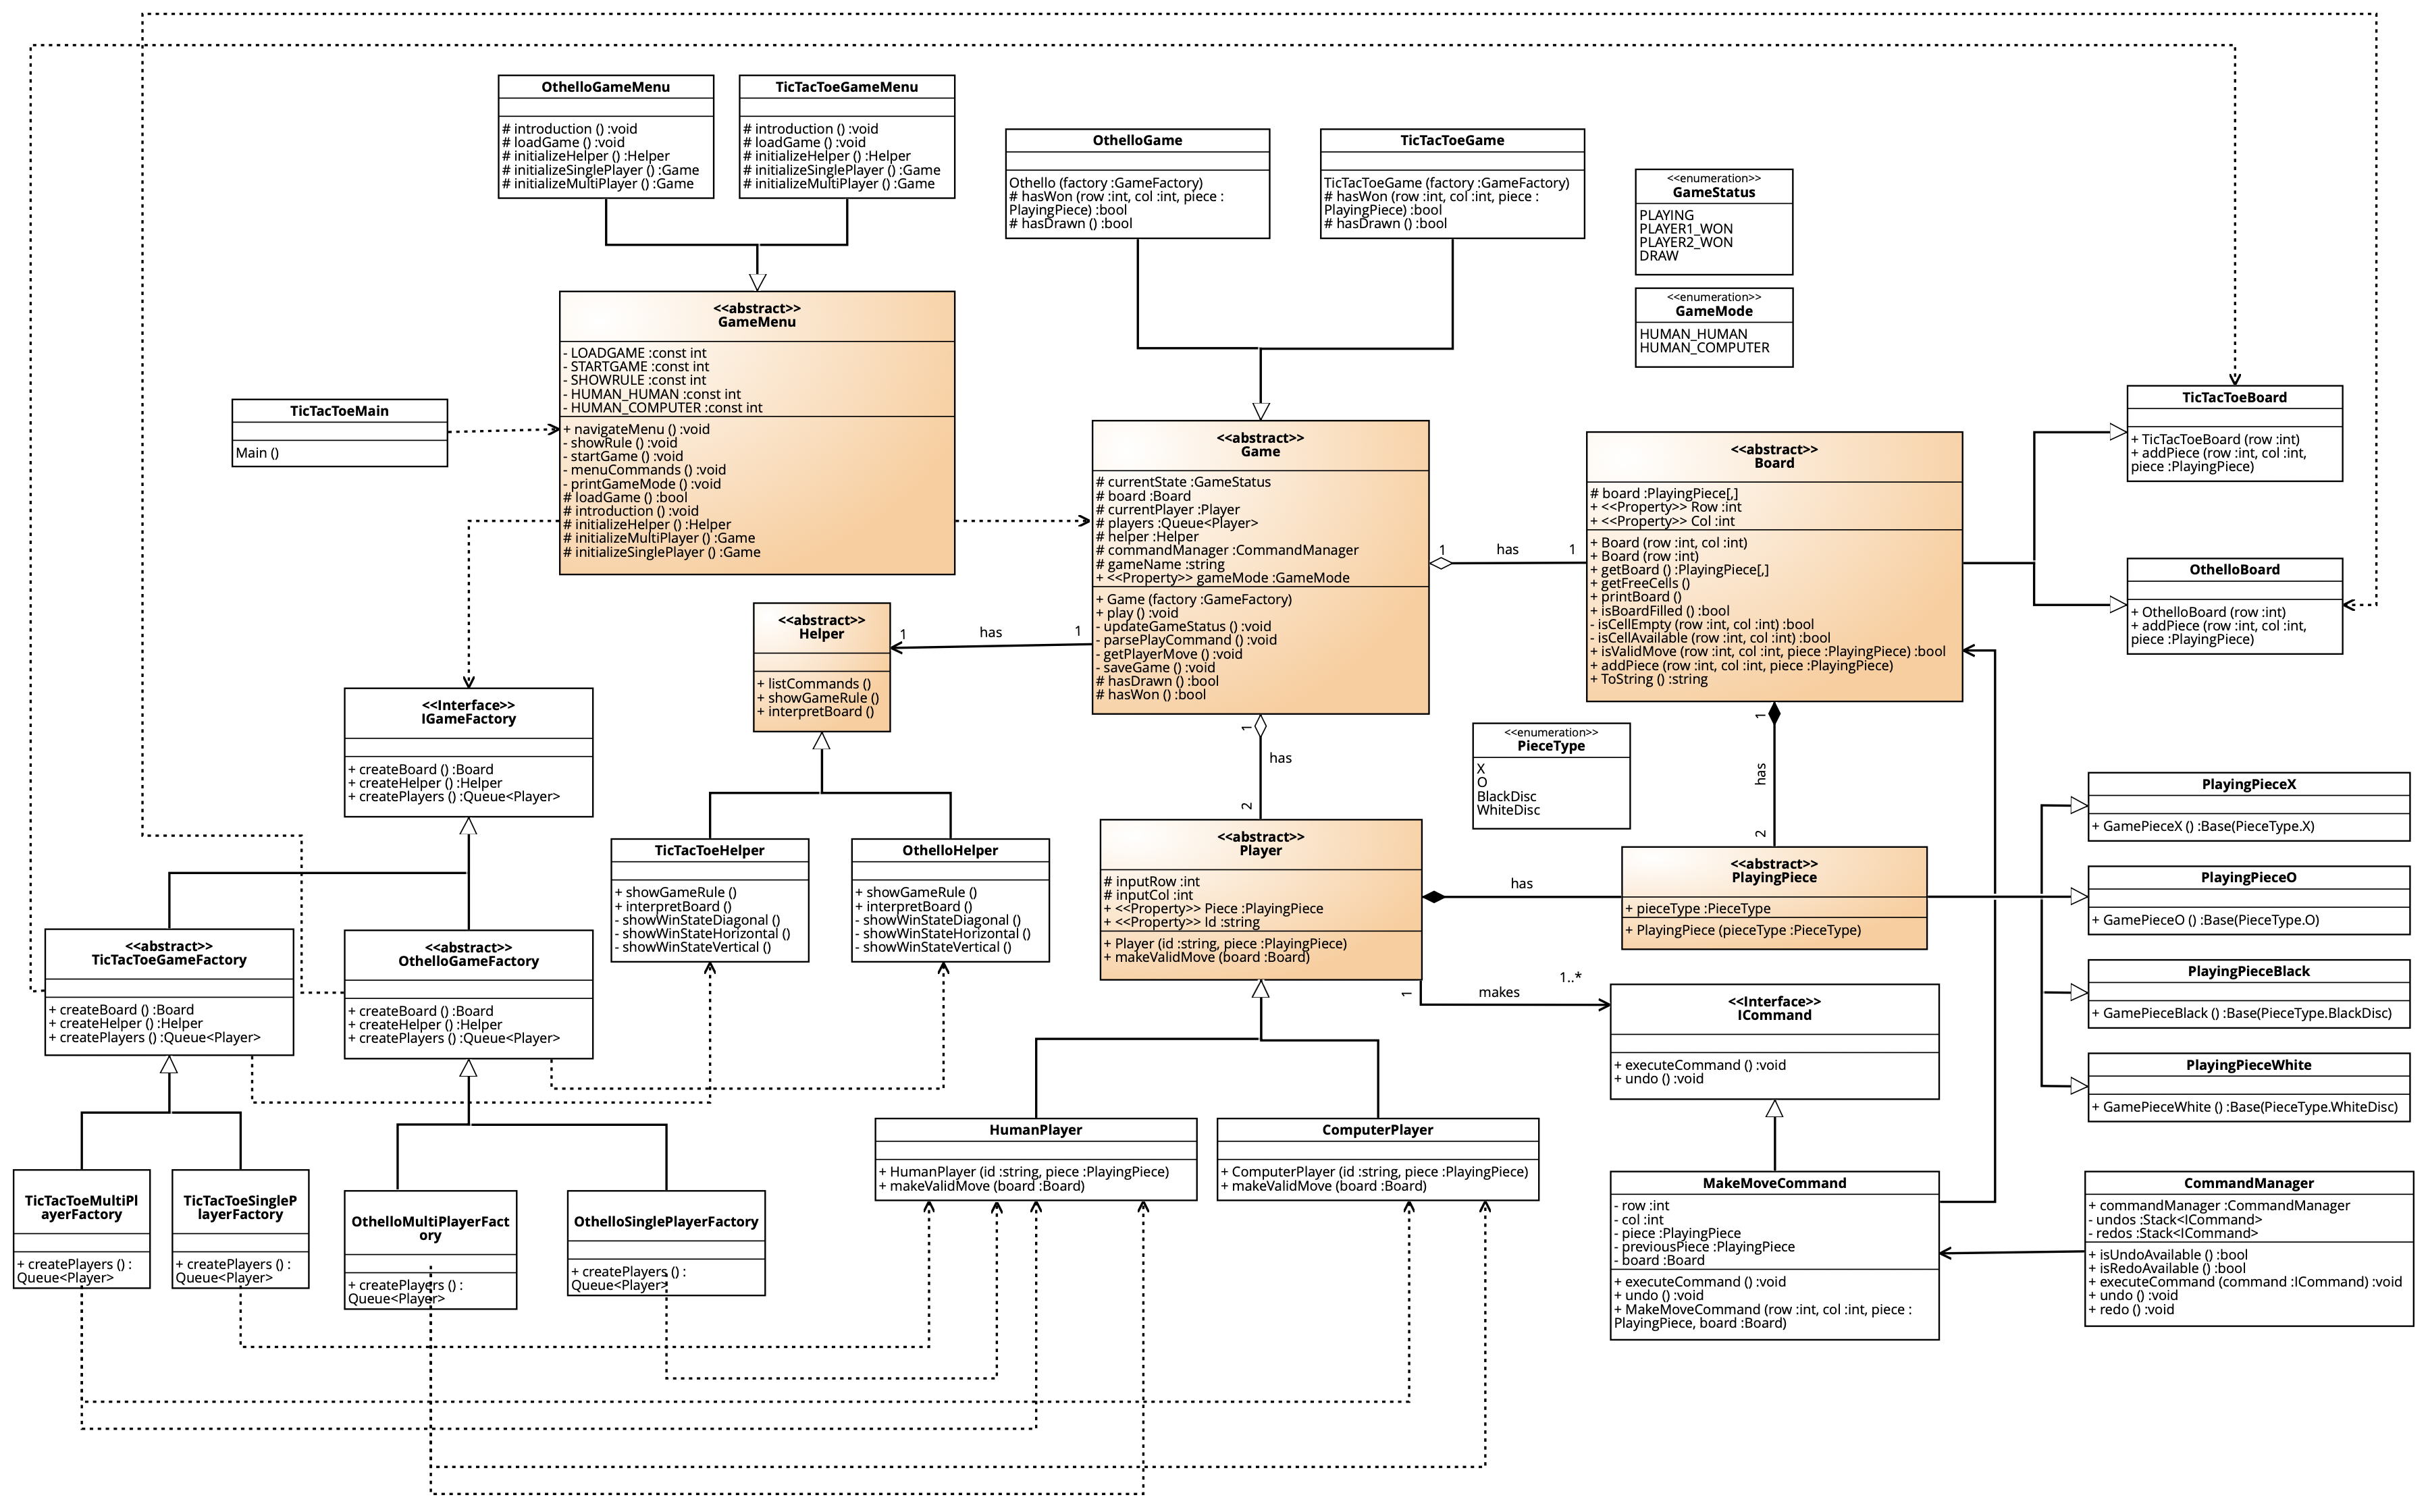 OthelloGameMenu
# introduction () :void
# loadGame () :void
# initializeHelper () :Helper
# initializeSinglePlayer () :Game
# initializeMultiPlayer () :Game
TicTacToeGameMenu
# introduction () :void
# loadGame () :void
# initializeHelper () :Helper
# initializeSinglePlayer () :Game
# initializeMultiPlayer () :Game
OthelloGame
Othello (factory :GameFactory)
# hasWon (row :int, col :int, piece :
PlayingPiece) :bool
# hasDrawn () :bool
TicTacToeGame
TicTacToeGame (factory :GameFactory)
# hasWon (row :int, col :int, piece :
PlayingPiece) :bool
# hasDrawn () :bool
<<enumeration>>
GameStatus
PLAYING
PLAYER1_WON
PLAYER2_WON
DRAW
<<enumeration>>
GameMode
HUMAN_HUMAN
HUMAN_COMPUTER
<<abstract>>
GameMenu
- LOADGAME :const int
- STARTGAME :const int
- SHOWRULE :const int
- HUMAN_HUMAN :const int
- HUMAN_COMPUTER :const int
+ navigateMenu () :void
- showRule () :void
- startGame () :void
- menuCommands () :void
- printGameMode () :void
# loadGame () :bool
# introduction () :void
# initializeHelper () :Helper
# initializeMultiPlayer () :Game
# initializeSinglePlayer () :Game
TicTacToeMain
Main ()
<<abstract>>
Game
# currentState :GameStatus
# board :Board
# currentPlayer :Player
# players :Queue<Player>
# helper :Helper
# commandManager :CommandManager
# gameName :string
+ <<Property>> gameMode :GameMode
+ Game (factory :GameFactory)
+ play () :void
- updateGameStatus () :void
- parsePlayCommand () :void
- getPlayerMove () :void
- saveGame () :void
# hasDrawn () :bool
# hasWon () :bool
1
has
1
<<abstract>>
Board
# board :PlayingPiece[,]
+ <<Property>> Row :int
+ <<Property>> Col :int
+ Board (row :int, col :int)
+ Board (row :int)
+ getBoard () :PlayingPiece[,]
+ getFreeCells ()
+ printBoard ()
+ isBoardFilled () :bool
- isCellEmpty (row :int, col :int) :bool
- isCellAvailable (row :int, col :int) :bool
+ isValidMove (row :int, col :int, piece :PlayingPiece) :bool
+ addPiece (row :int, col :int, piece :PlayingPiece)
+ ToString () :string
TicTacToeBoard
+ TicTacToeBoard (row :int)
+ addPiece (row :int, col :int,
piece :PlayingPiece)
OthelloBoard
+ OthelloBoard (row :int)
+ addPiece (row :int, col :int,
piece :PlayingPiece)
<<abstract>>
Helper
+ listCommands ()
+ showGameRule ()
+ interpretBoard ()
1
has
1
<<Interface>>
IGameFactory
+ createBoard () :Board
+ createHelper () :Helper
+ createPlayers () :Queue<Player>
1
has
2
<<enumeration>>
PieceType
X
O
BlackDisc
WhiteDisc
1
has
2
PlayingPieceX
+ GamePieceX () :Base(PieceType.X)
PlayingPieceO
+ GamePieceO () :Base(PieceType.O)
PlayingPieceBlack
+ GamePieceBlack () :Base(PieceType.BlackDisc)
PlayingPieceWhite
+ GamePieceWhite () :Base(PieceType.WhiteDisc)
TicTacToeHelper
+ showGameRule ()
+ interpretBoard ()
- showWinStateDiagonal ()
- showWinStateHorizontal ()
- showWinStateVertical ()
OthelloHelper
+ showGameRule ()
+ interpretBoard ()
- showWinStateDiagonal ()
- showWinStateHorizontal ()
- showWinStateVertical ()
<<abstract>>
Player
# inputRow :int
# inputCol :int
+ <<Property>> Piece :PlayingPiece
+ <<Property>> Id :string
+ Player (id :string, piece :PlayingPiece)
+ makeValidMove (board :Board)
has
<<abstract>>
PlayingPiece
+ pieceType :PieceType
+ PlayingPiece (pieceType :PieceType)
<<abstract>>
TicTacToeGameFactory
+ createBoard () :Board
+ createHelper () :Helper
+ createPlayers () :Queue<Player>
<<abstract>>
OthelloGameFactory
+ createBoard () :Board
+ createHelper () :Helper
+ createPlayers () :Queue<Player>
1
makes
1..*
<<Interface>>
ICommand
+ executeCommand () :void
+ undo () :void
HumanPlayer
+ HumanPlayer (id :string, piece :PlayingPiece)
+ makeValidMove (board :Board)
ComputerPlayer
+ ComputerPlayer (id :string, piece :PlayingPiece)
+ makeValidMove (board :Board)
TicTacToeMultiPl
ayerFactory
+ createPlayers () :
Queue<Player>
TicTacToeSingleP
layerFactory
+ createPlayers () :
Queue<Player>
OthelloMultiPlayerFact
ory
+ createPlayers () :
Queue<Player>
OthelloSinglePlayerFactory
+ createPlayers () :
Queue<Player>
MakeMoveCommand
- row :int
- col :int
- piece :PlayingPiece
- previousPiece :PlayingPiece
- board :Board
+ executeCommand () :void
+ undo () :void
+ MakeMoveCommand (row :int, col :int, piece :
PlayingPiece, board :Board)
CommandManager
+ commandManager :CommandManager
- undos :Stack<ICommand>
- redos :Stack<ICommand>
+ isUndoAvailable () :bool
+ isRedoAvailable () :bool
+ executeCommand (command :ICommand) :void
+ undo () :void
+ redo () :void